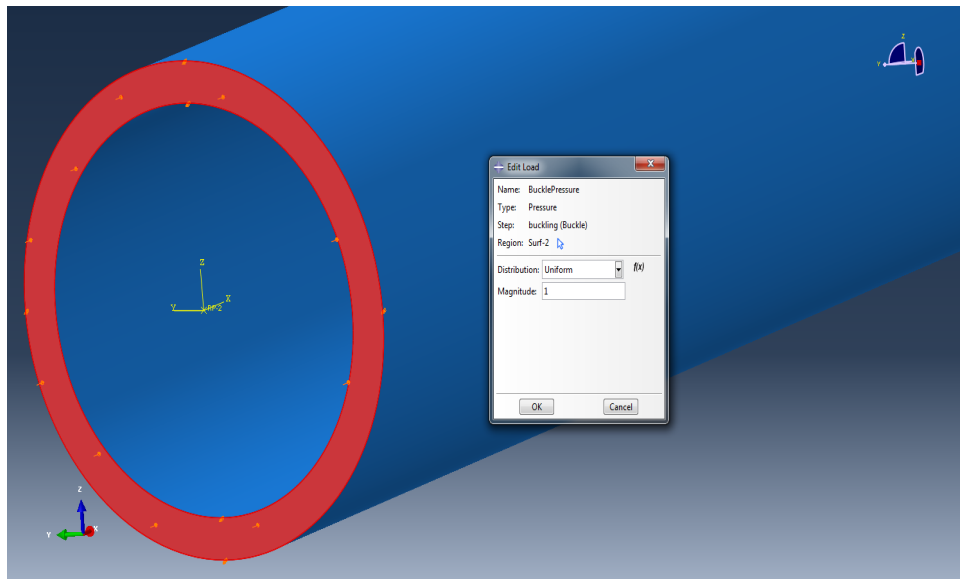 Z
Y
Edit Load
X
Name: BucklePressure
Type: Pressure
Step: buckling (Buckle)
Region: Surf-2
Distribution: Uniform f(x)
Magnitude: 1
OK Cancel
Z
X
Y RP-2
Z
Y X